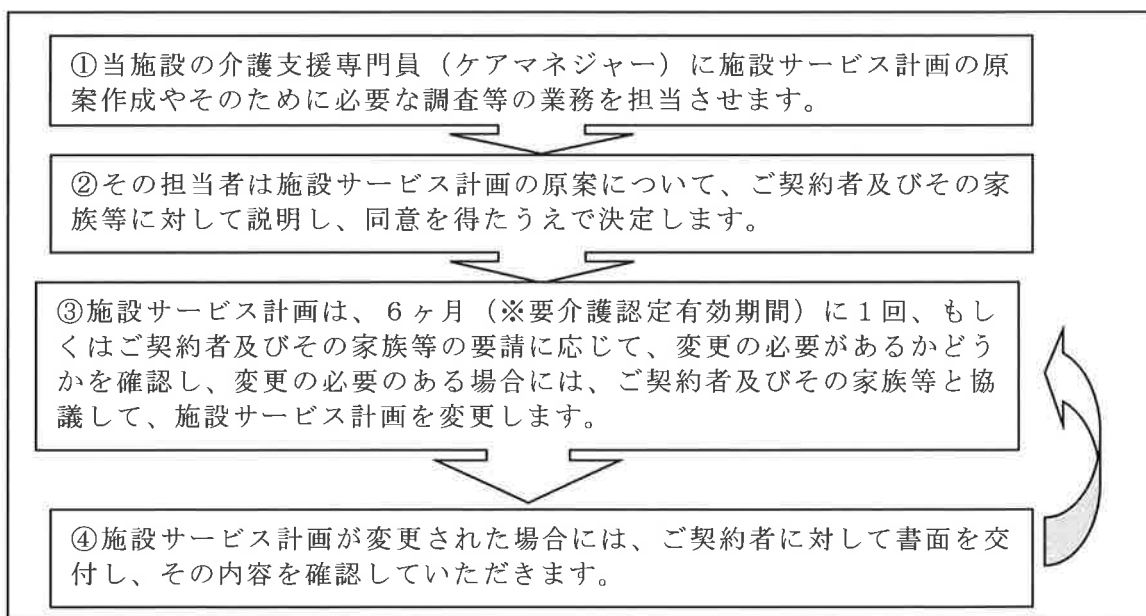 ①当施設の介護支援専門員（ケアマネジャー）に施設サービス計画の原
案作成やそのために必要な調査等の業務を担当させます。
②その担当者は施設サービス計画の原案について、ご契約者及びその家
族等に対して説明し、同意を得たうえで決定します。
③施設サービス計画は、６ヶ月（※要介護認定有効期間）に１回、もし
くはご契約者及びその家族等の要請に応じて、変更の必要があるかどう
かを確認し、変更の必要のある場合には、ご契約者及びその家族等と協
議して、施設サービス計画を変更します。
④施設サービス計画が変更された場合には、ご契約者に対して書面を交
付し、その内容を確認していただきます。